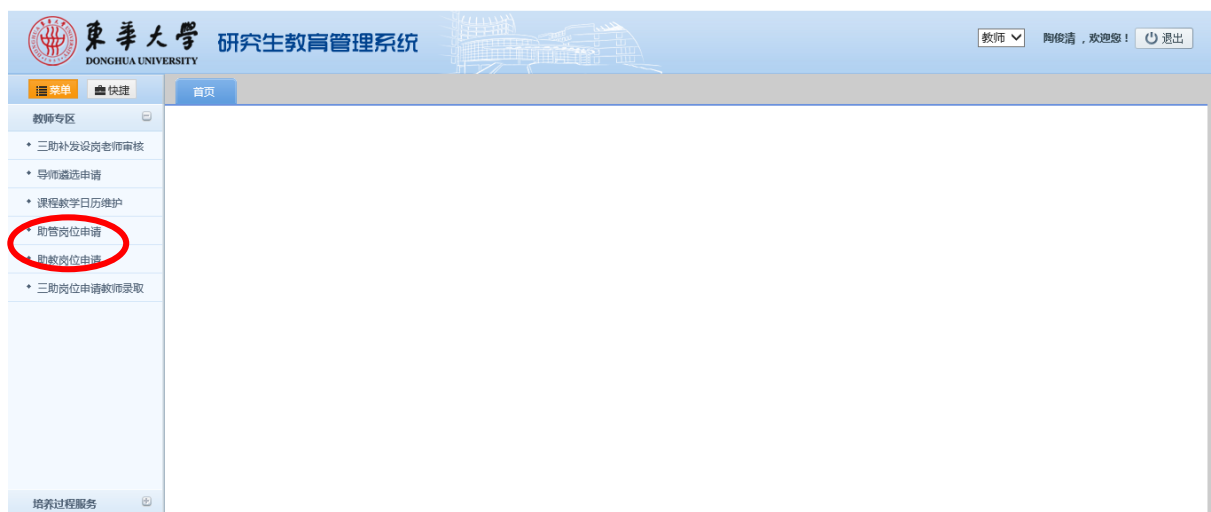 東華大學 研究生教育管理系统 教师 陶俊清，欢迎您！ 退出
DONGHUA UNIVERSITY
菜单 快捷 首页
教师专区
三助补发设岗老师审核
导师遴选申请
课程教学日历维护
助管岗位申请
助教岗位申请
三助岗位申请教师录取
培养过程服务